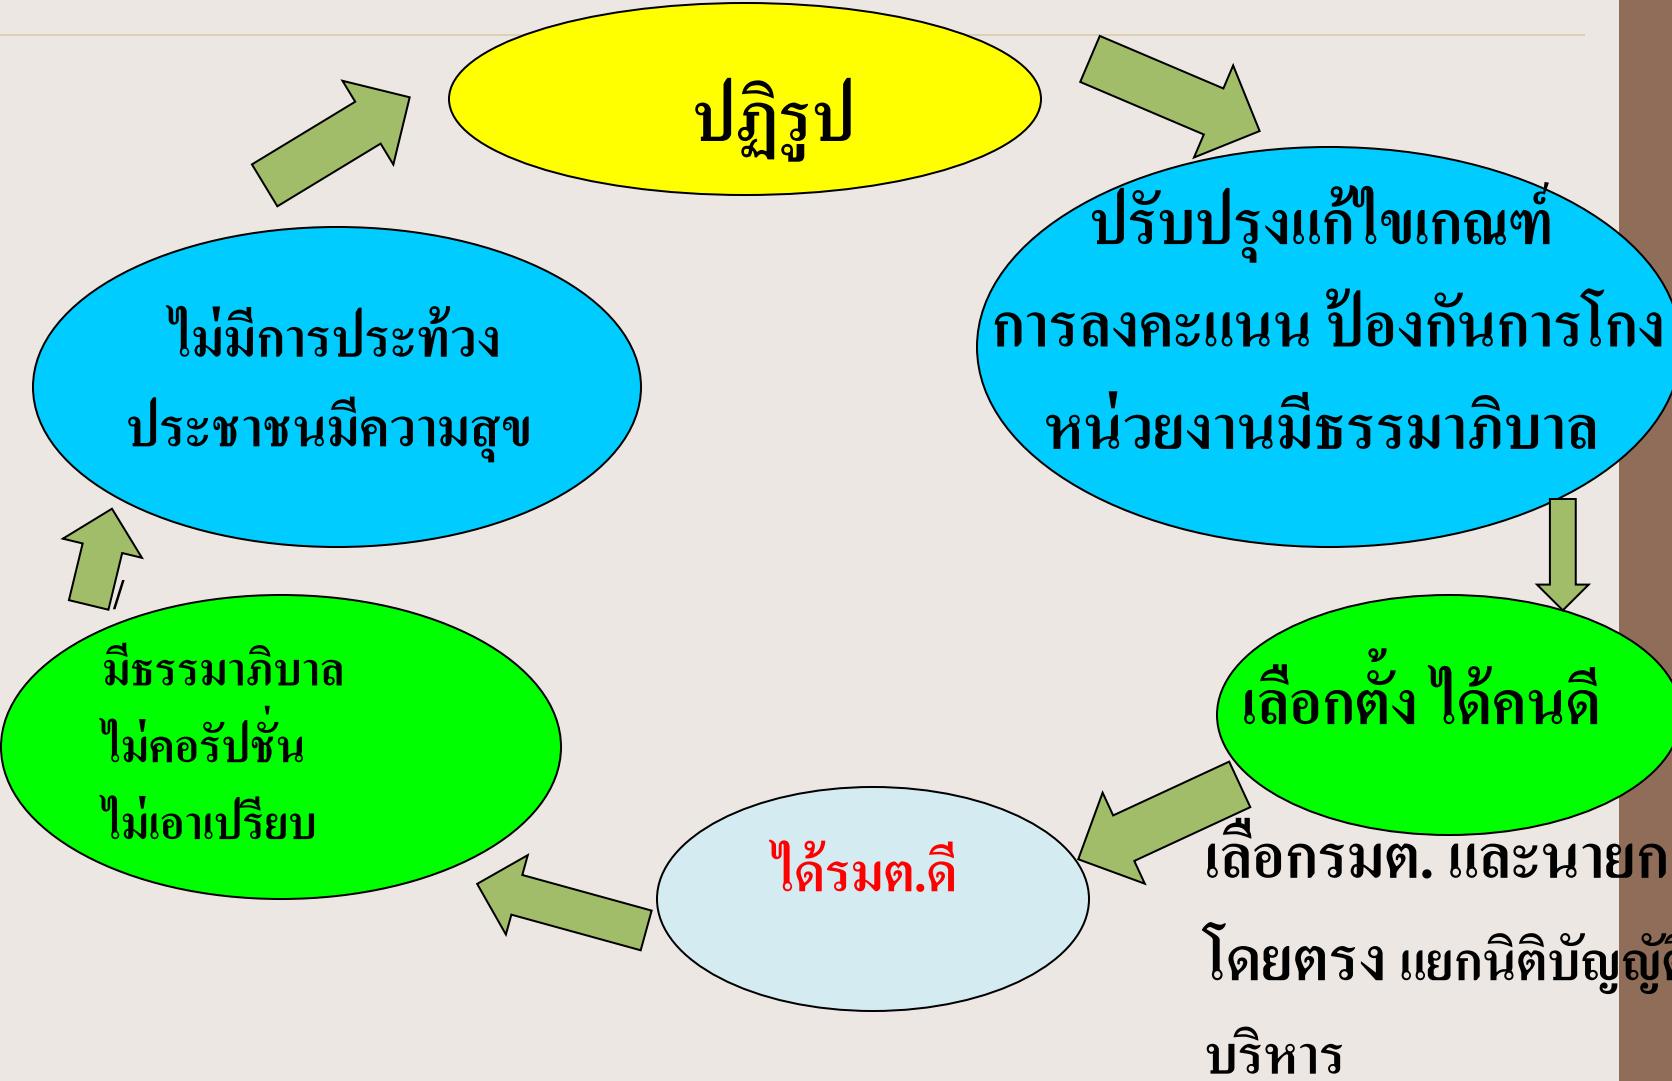 ปฏิรูป
ปรับปรุงแก้ไขเกณฑ์
การลงคะแนน ป้องกันการโกง
หน่วยงานมีธรรมาภิบาล
เลือกตั้ง ได้คนดี
เลือกรมต. และนายก
โดยตรง แยกนิติบัญญัติ
บริหาร
ได้รมต.ดี
มีธรรมาภิบาล
ไม่คอรัปชั่น
ไม่เอาเปรียบ
/
ไม่มีการประท้วง
ประชาชนมีความสุข